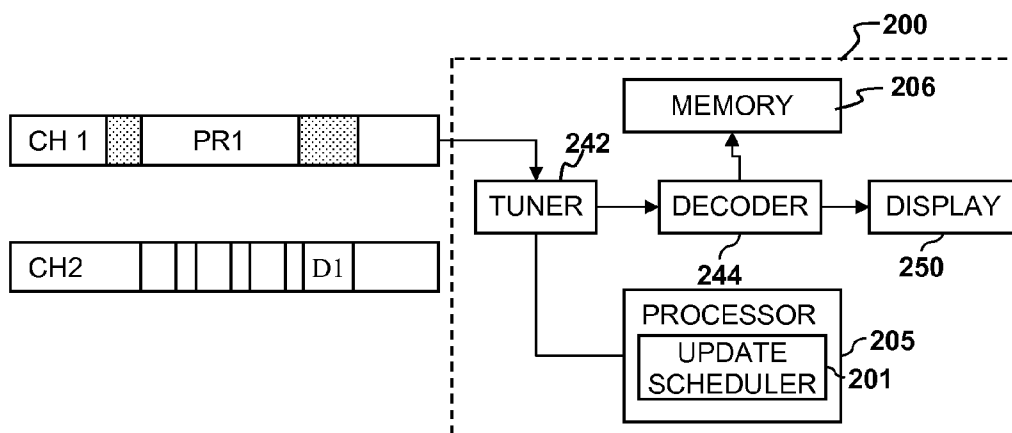 200
206
MEMORY
CH 1 PR1
242
TUNER DECODER DISPLAY
CH2 D1
244 250
PROCESSOR
205
UPDATE
SCHEDULER
201